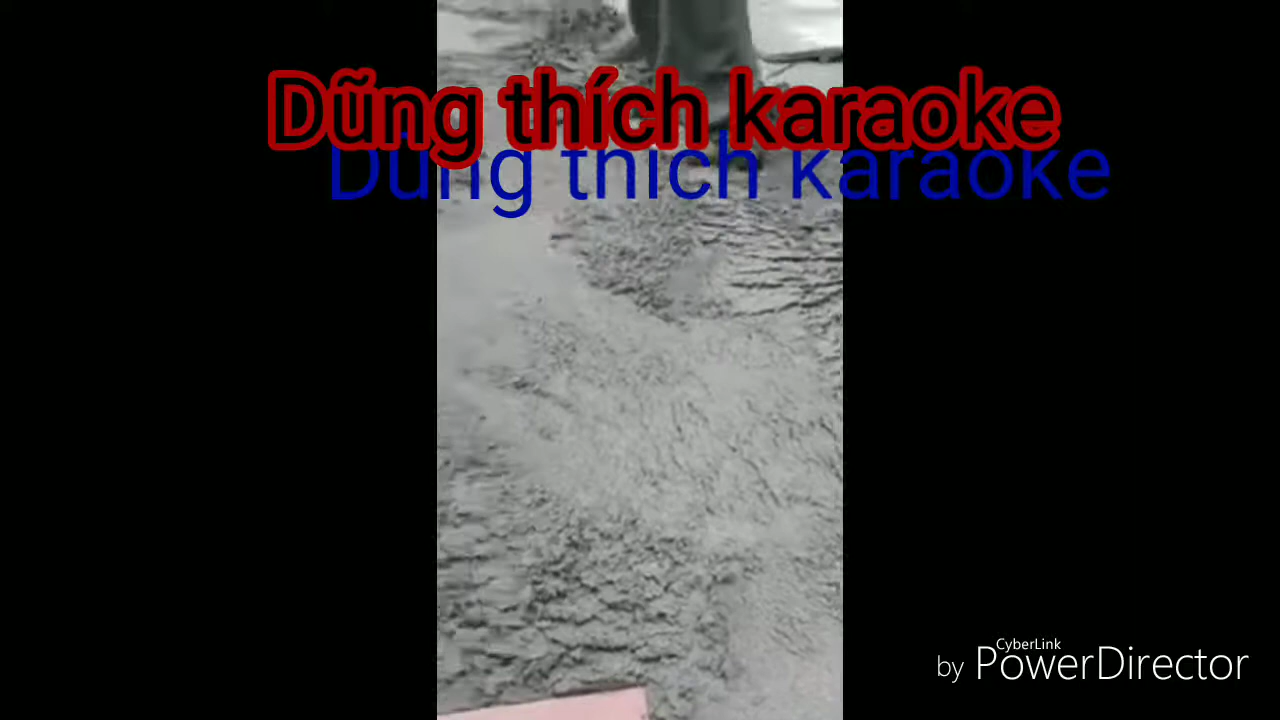 Dũng thích karaoke
Dũng thích karaoke
CyberLink
by PowerDirector